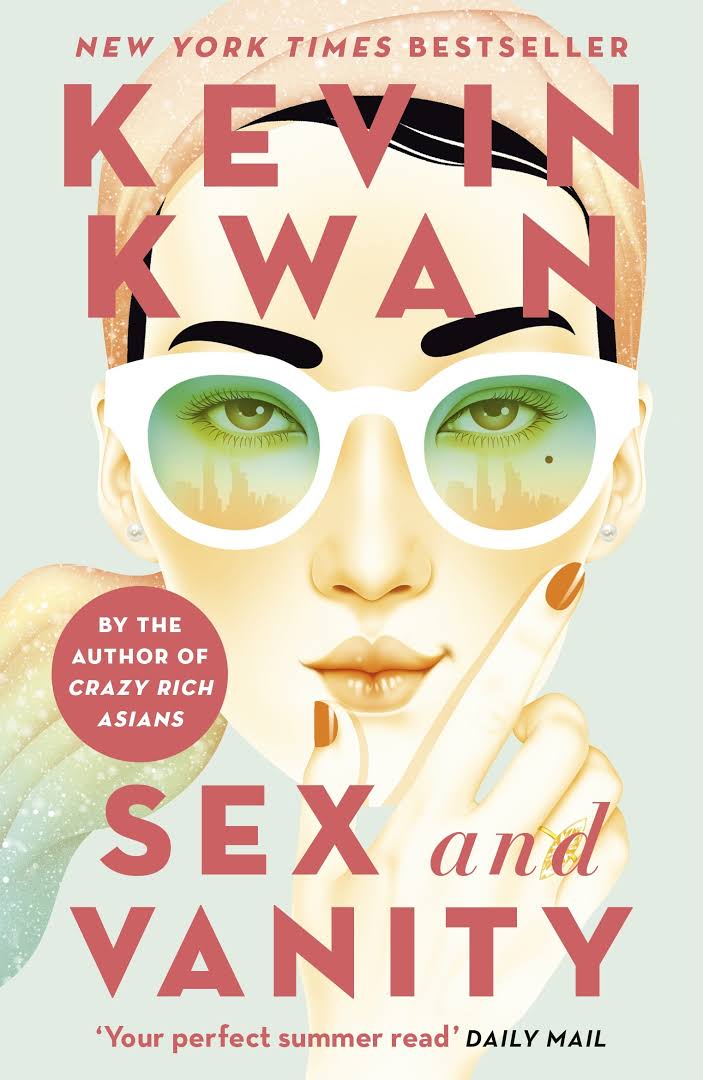 NEW YORK TIMES BESTSELLER
KEVIN
KWAN
BY THE
AUTHOR OF
CRAZY RICH
ASIANS
SEX and
VANITY
‘Your perfect summer read’ DAILY MAIL